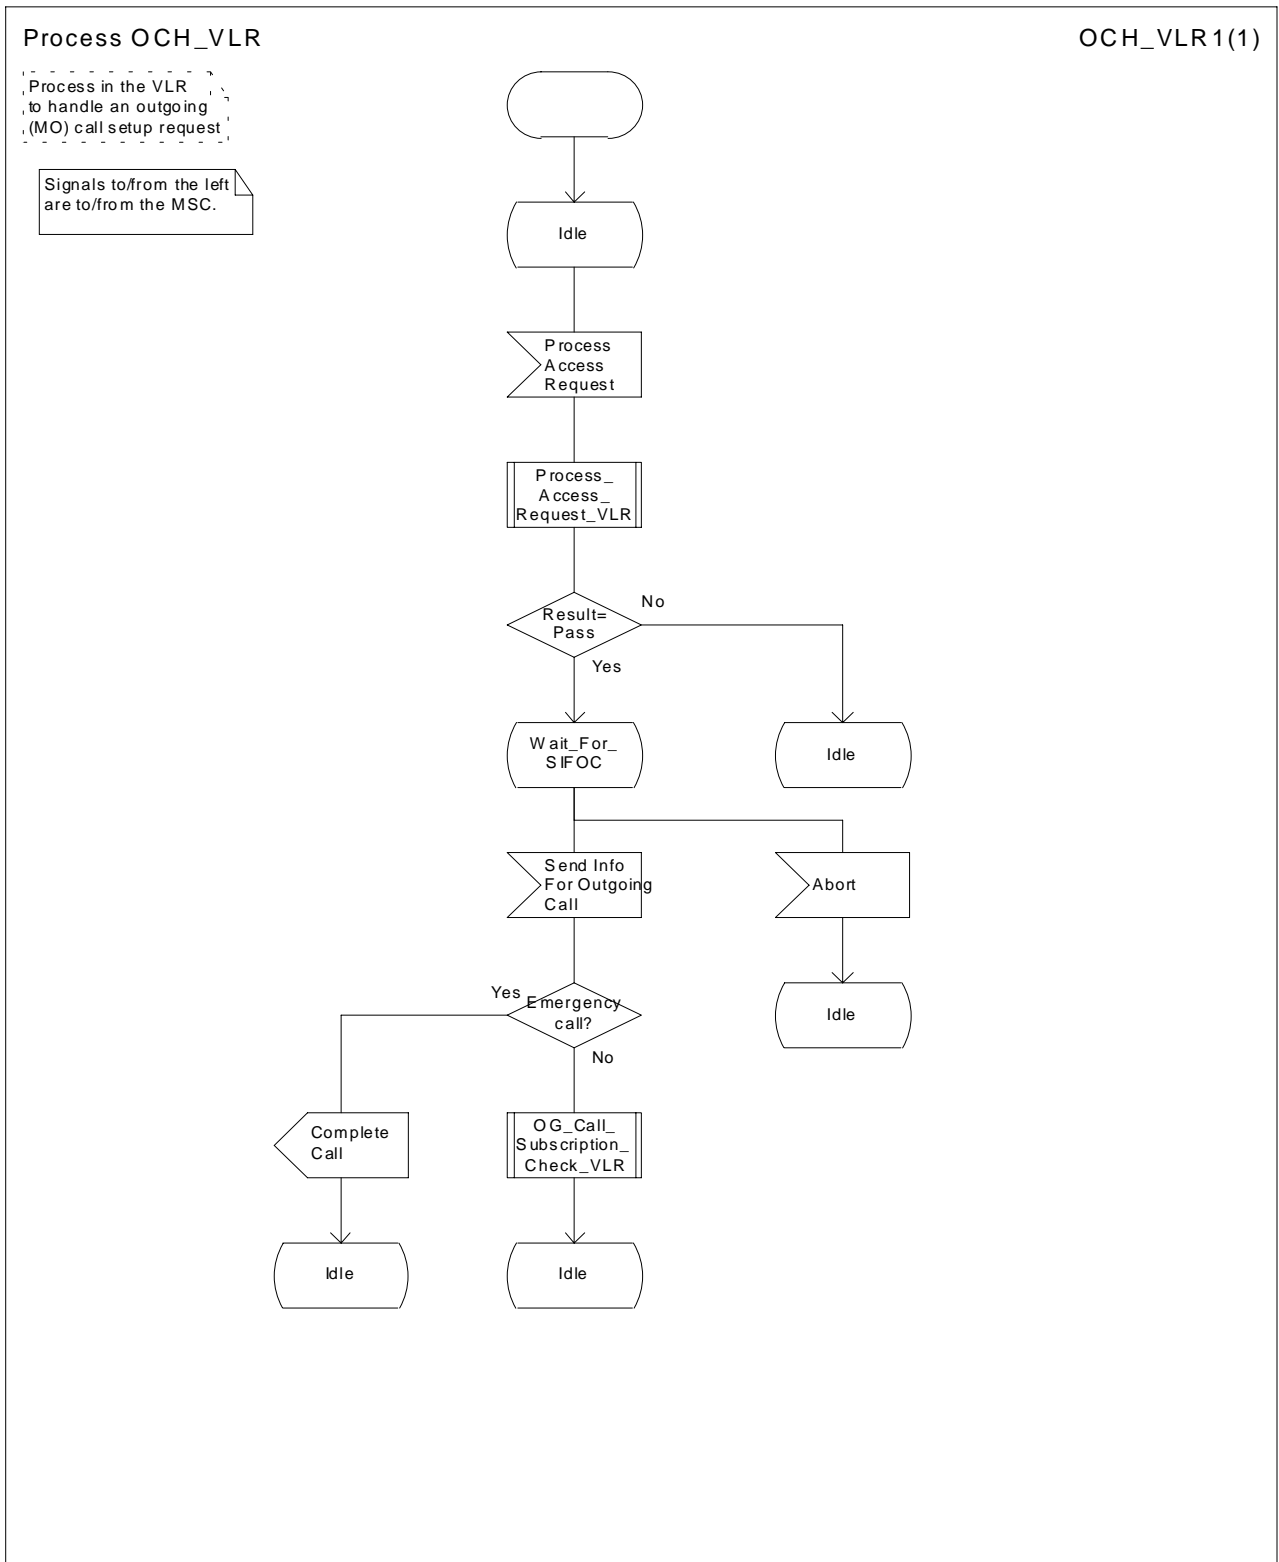 Process OCH_VLR
OCH_VLR1(1)
Process in the VLR
to handle an outgoing
(MO) call setup request
Signals to/from the left
are to/from the MSC.
Idle
Process
Access
Request
Process_
Access_
Request_VLR
Result=
Pass
No
Yes
Wait_For_
SIFOC
Idle
Send Info
For Outgoing
Call
Abort
Yes
Emergency
call?
Idle
No
Complete
Call
OG_Call_
Subscription_
Check_VLR
Idle
Idle